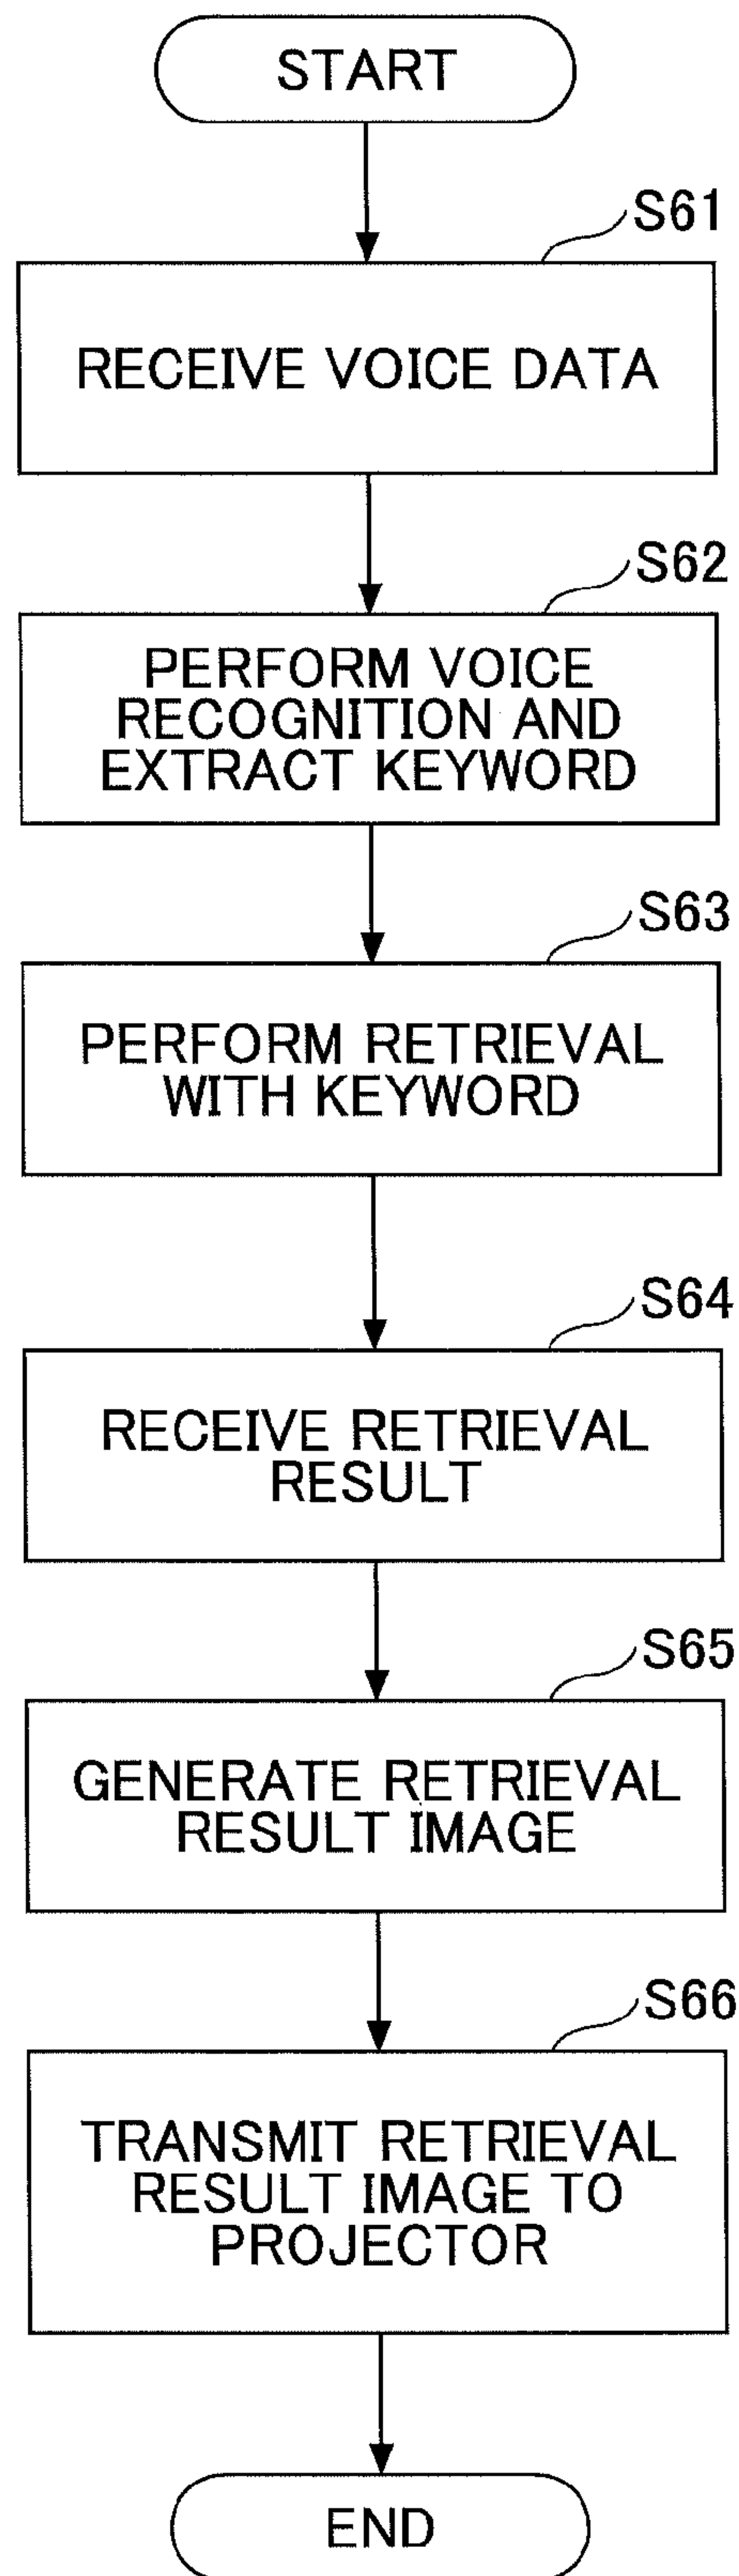 START
S61
RECEIVE VOICE DATA
S62
PERFORM VOICE
RECOGNITION AND
EXTRACT KEYWORD
S63
PERFORM RETRIEVAL
WITH KEYWORD
S64
RECEIVE RETRIEVAL
RESULT
S65
GENERATE RETRIEVAL
RESULT IMAGE
S66
TRANSMIT RETRIEVAL
RESULT IMAGE TO
PROJECTOR
END